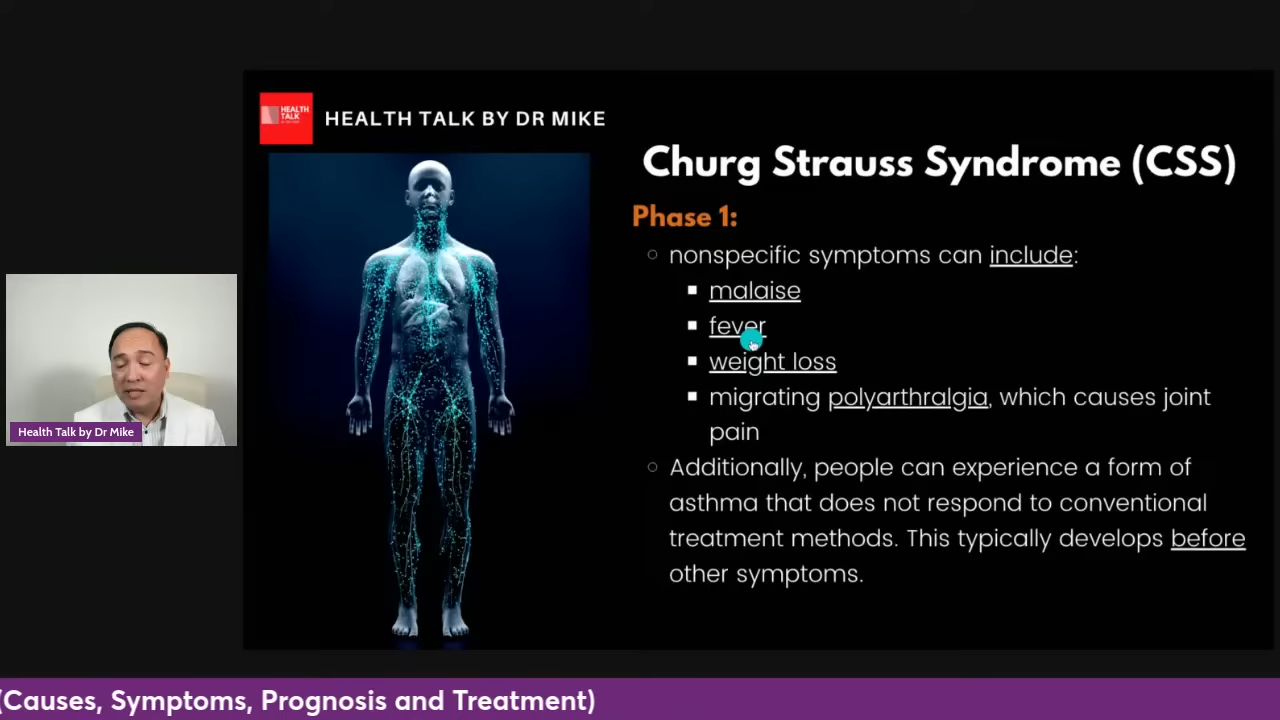 HEALTH
TALK
HEALTH TALK BY DR MIKE
Churg Strauss Syndrome (CSS)
Phase 1:
nonspecific symptoms can include:
malaise
fever
weight loss
migrating polyarthralgia, which causes joint
pain
Additionally, people can experience a form of
asthma that does not respond to conventional
treatment methods. This typically develops before
other symptoms.
Health Talk by Dr Mike
(Causes, Symptoms, Prognosis and Treatment)